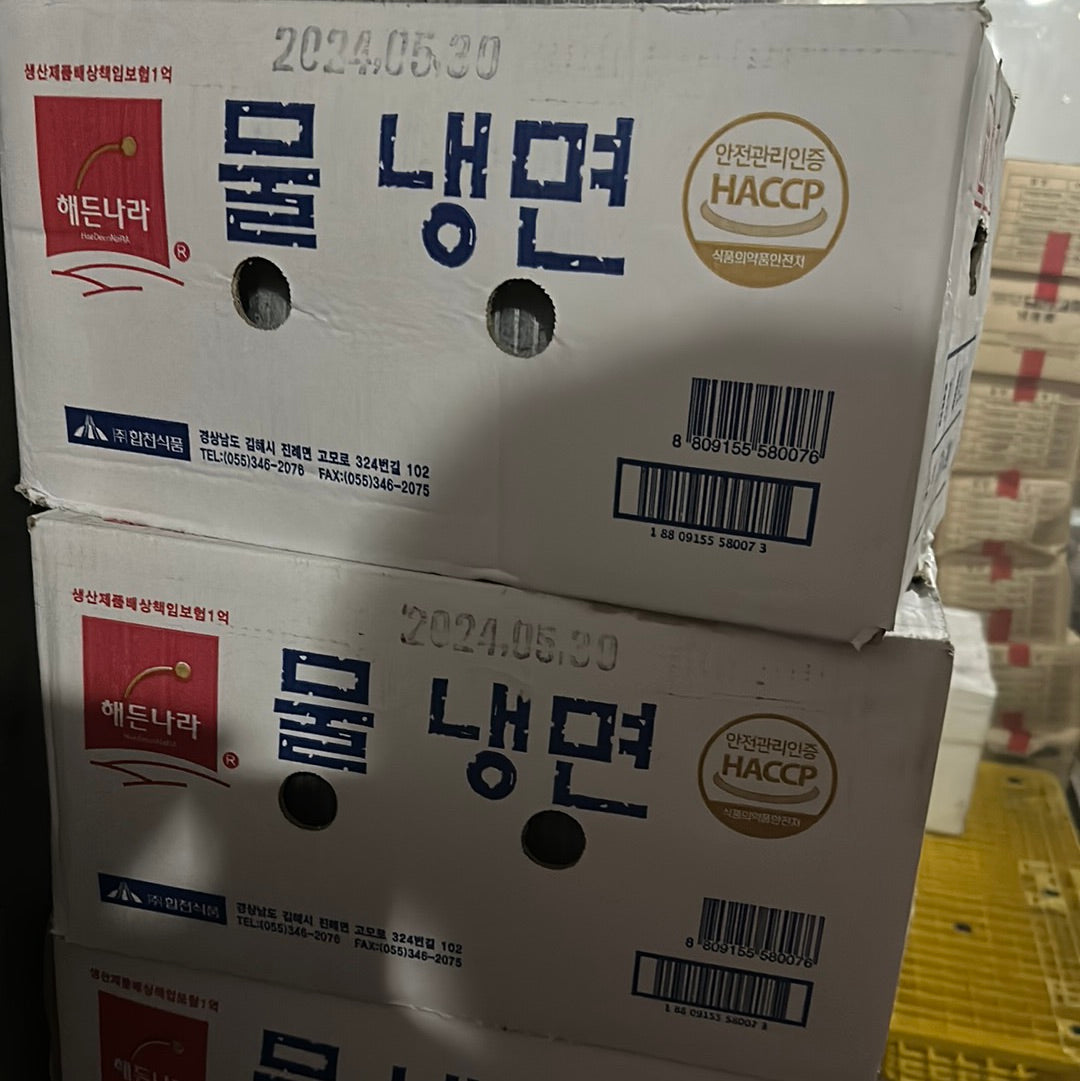 2024.05.30
생산제품배상책임보험1억
해든나라
HaeDeunNaRA
®
물냉면
안전관리인증
HACCP
식품의약품안전처
(주)합천식품
경상남도 김해시 진례면 고모로 324번길 102
TEL:(055)346-2076 FAX:(055)346-2075
8 809155 580076
1 88 09155 58007 3
2024.05.30
생산제품배상책임보험1억
해든나라
®
물냉면
안전관리인증
HACCP
식품의약품안전처
(주)합천식품
경상남도 김해시 진례면 고모로 324번길 102
TEL:(055)346-2076 FAX:(055)346-2075
8 809155 580076
1 88 09155 58007 3
생산제품배상책임보험1억
해든나라